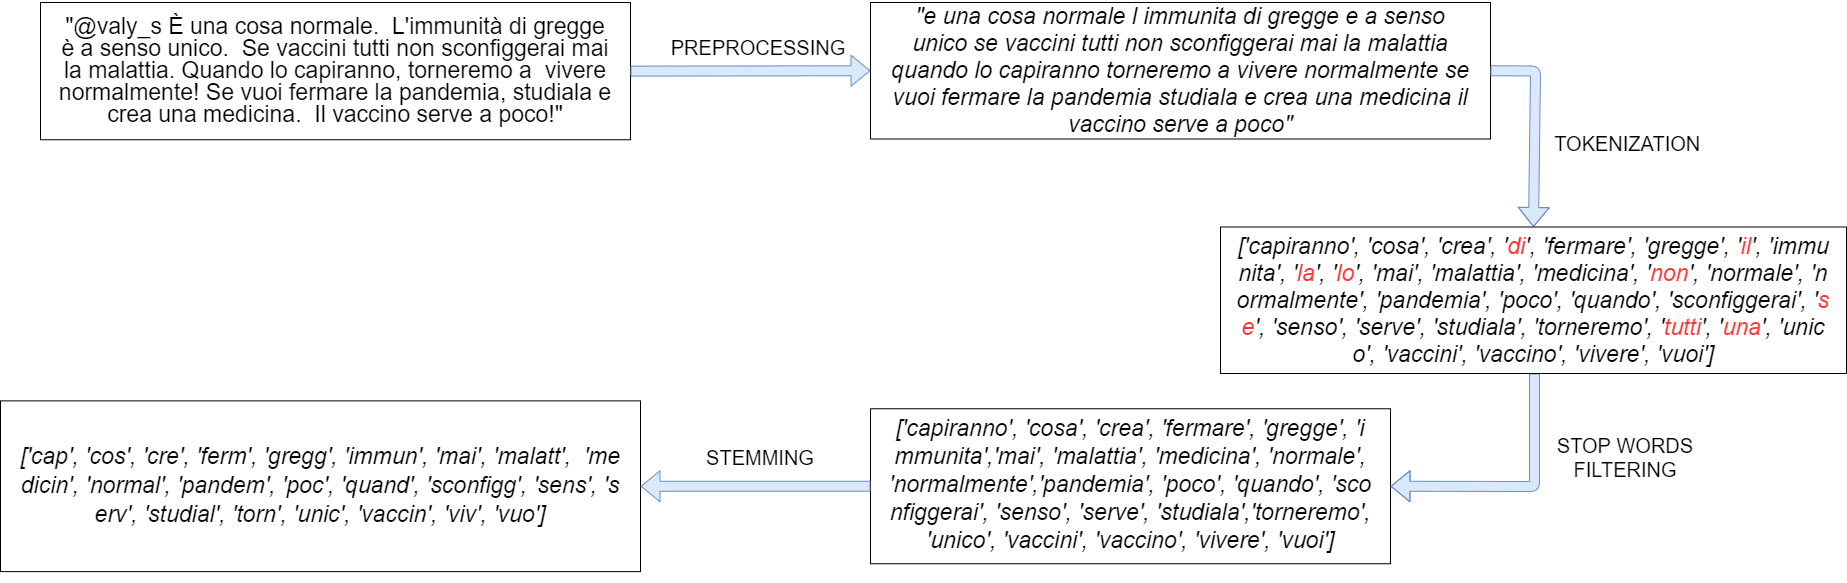 "@valy_s È una cosa normale.  L'immunità di gregge
è a senso unico.  Se vaccini tutti non sconfiggerai mai
la malattia. Quando lo capiranno, torneremo a  vivere
normalmente! Se vuoi fermare la pandemia, studiala e
crea una medicina.  Il vaccino serve a poco!"
PREPROCESSING
"e una cosa normale l immunita di gregge e a senso
unico se vaccini tutti non sconfiggerai mai la malattia
quando lo capiranno torneremo a vivere normalmente se
vuoi fermare la pandemia studiala e crea una medicina il
vaccino serve a poco"
TOKENIZATION
['capiranno', 'cosa', 'crea', 'di', 'fermare', 'gregge', 'il', 'immu
nita', 'la', 'lo', 'mai', 'malattia', 'medicina', 'non', 'normale', 'n
ormalmente', 'pandemia', 'poco', 'quando', 'sconfiggerai', 's
e', 'senso', 'serve', 'studiala', 'torneremo', 'tutti', 'una', 'unic
o', 'vaccini', 'vaccino', 'vivere', 'vuoi']
STOP WORDS
FILTERING
['capiranno', 'cosa', 'crea', 'fermare', 'gregge', 'i
mmunita','mai', 'malattia', 'medicina', 'normale',
'normalmente','pandemia', 'poco', 'quando', 'sco
nfiggerai', 'senso', 'serve', 'studiala','torneremo',
'unico', 'vaccini', 'vaccino', 'vivere', 'vuoi']
STEMMING
['cap', 'cos', 'cre', 'ferm', 'gregg', 'immun', 'mai', 'malatt',  'me
dicin', 'normal', 'pandem', 'poc', 'quand', 'sconfigg', 'sens', 's
erv', 'studial', 'torn', 'unic', 'vaccin', 'viv', 'vuo']